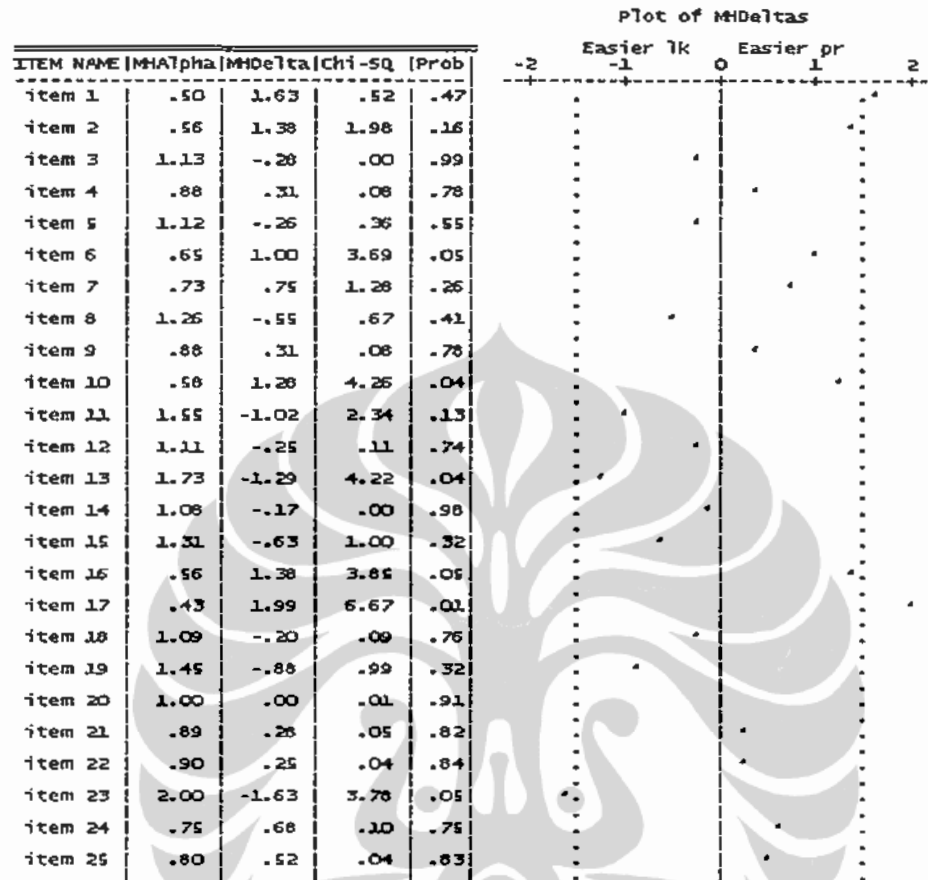 Plot of MHDeltas
Easier lk Easier pr
ITEM NAME|MHAlpha|MHDelta|Chi-SQ |Prob|
-2 -1 0 1 2
item 1 | .50| 1.63| .52| .47|
item 2 | .56| 1.38| 1.98| .16|
item 3 | 1.13| -.28| .00| .99|
item 4 | .88| .31| .08| .78|
item 5 | 1.12| -.26| .36| .55|
item 6 | .65| 1.00| 3.69| .05|
item 7 | .73| .75| 1.28| .26|
item 8 | 1.26| -.55| .67| .41|
item 9 | .88| .31| .08| .78|
item 10 | .58| 1.28| 4.26| .04|
item 11 | 1.55| -1.02| 2.34| .13|
item 12 | 1.11| -.25| .11| .74|
item 13 | 1.73| -1.29| 4.22| .04|
item 14 | 1.08| -.17| .00| .98|
item 15 | 1.31| -.63| 1.00| .32|
item 16 | .56| 1.38| 3.85| .05|
item 17 | .43| 1.99| 6.67| .01|
item 18 | 1.09| -.20| .09| .76|
item 19 | 1.45| -.88| .99| .32|
item 20 | 1.00| .00| .01| .91|
item 21 | .89| .28| .05| .82|
item 22 | .90| .25| .04| .84|
item 23 | 2.00| -1.63| 3.78| .05|
item 24 | .75| .68| .10| .75|
item 25 | .80| .52| .04| .83|